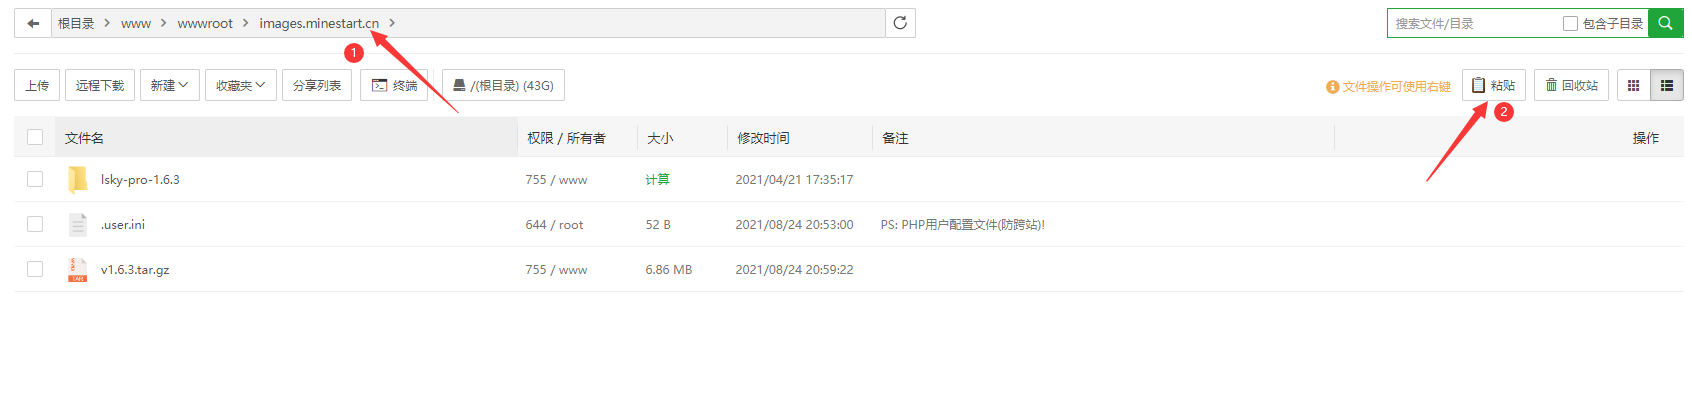 根目录 > www > wwwroot > images.minestart.cn >
搜索文件/目录 包含子目录
1
上传 远程下载 新建 收藏夹 分享列表 终端 /(根目录) (43G) 文件操作可使用右键 粘贴 回收站
2
文件名 权限 / 所有者 大小 修改时间 备注 操作
lsky-pro-1.6.3 755 / www 计算 2021/04/21 17:35:17
.user.ini 644 / root 52 B 2021/08/24 20:53:00 PS: PHP用户配置文件(防跨站)!
v1.6.3.tar.gz 755 / www 6.86 MB 2021/08/24 20:59:22